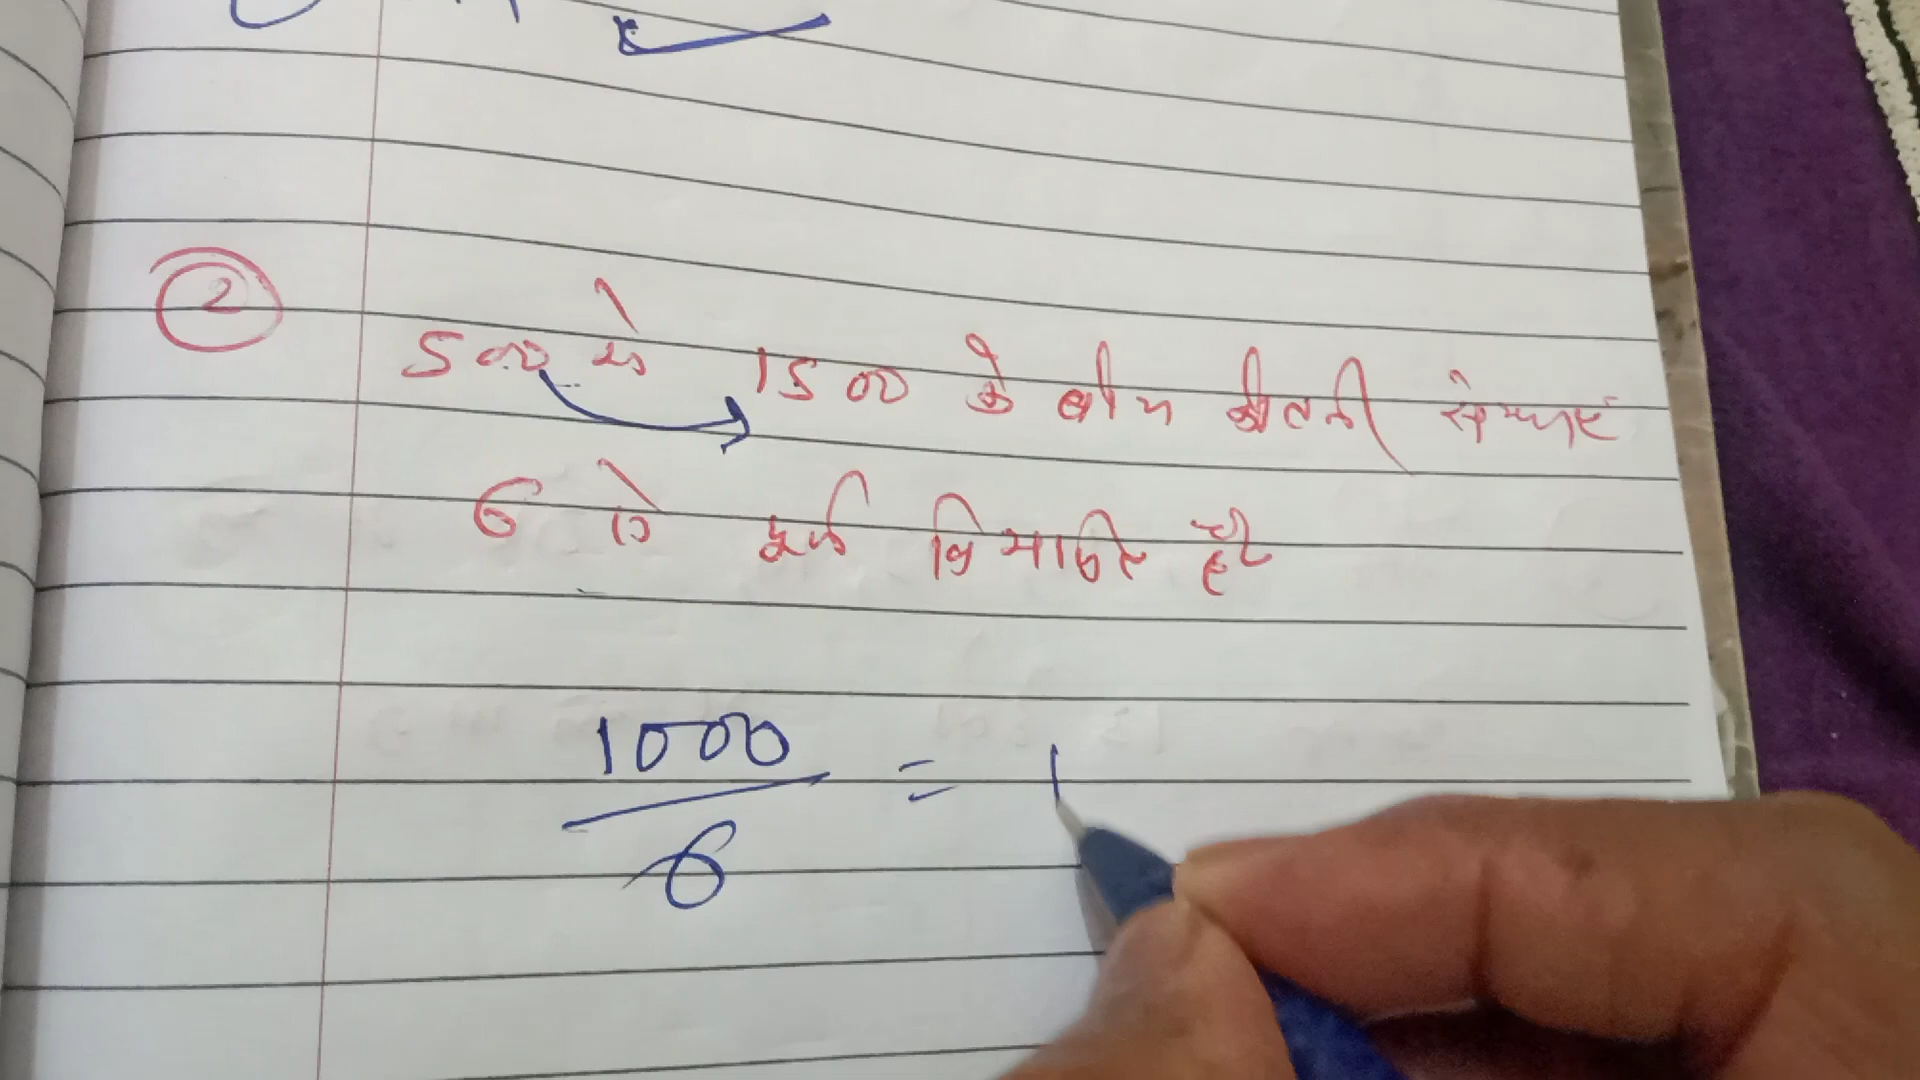 2
500 से 1500 के बीच कितनी संख्याएं
6 से पूर्ण विभाजित हैं
1000
6
= 1